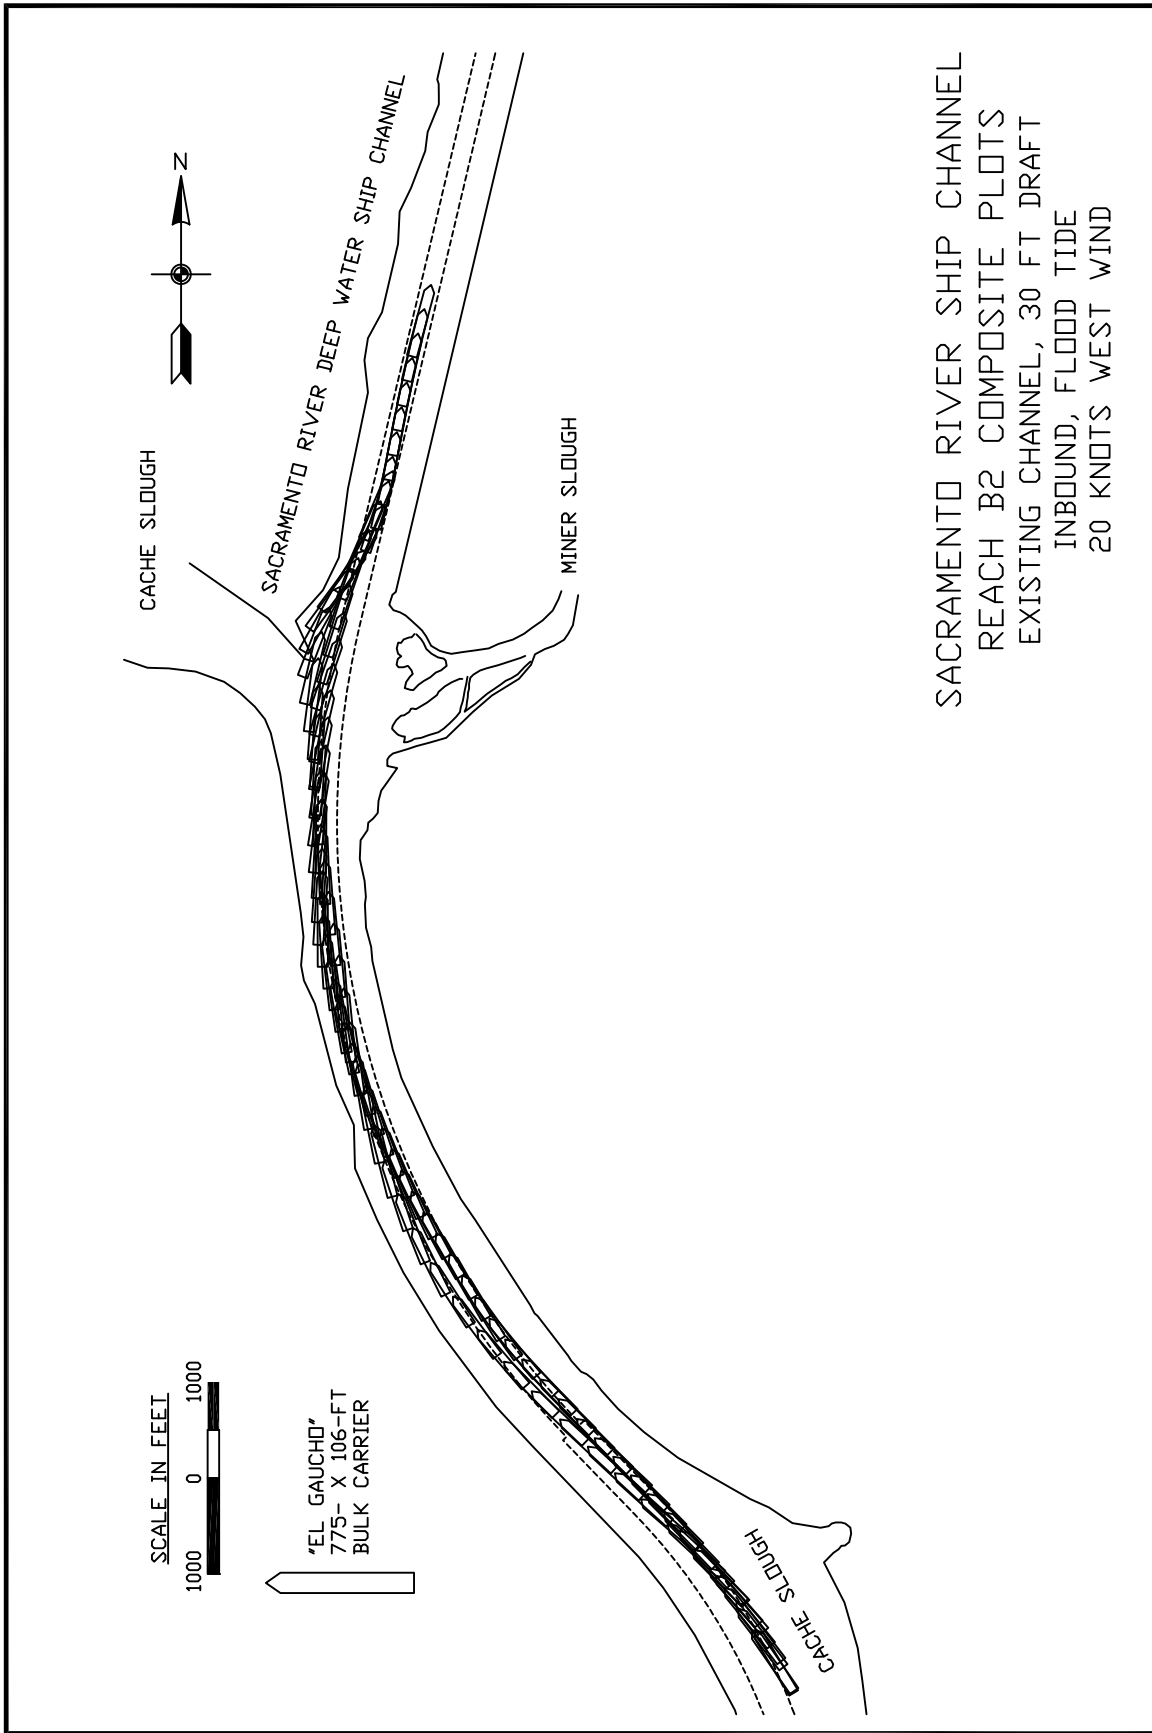 SACRAMENTO RIVER DEEP WATER SHIP CHANNEL
N
CACHE SLOUGH
MINER SLOUGH
SCALE IN FEET
1000 0 1000
"EL GAUCHO"
775- X 106-FT
BULK CARRIER
CACHE SLOUGH
SACRAMENTO RIVER SHIP CHANNEL
REACH B2 COMPOSITE PLOTS
EXISTING CHANNEL, 30 FT DRAFT
INBOUND, FLOOD TIDE
20 KNOTS WEST WIND